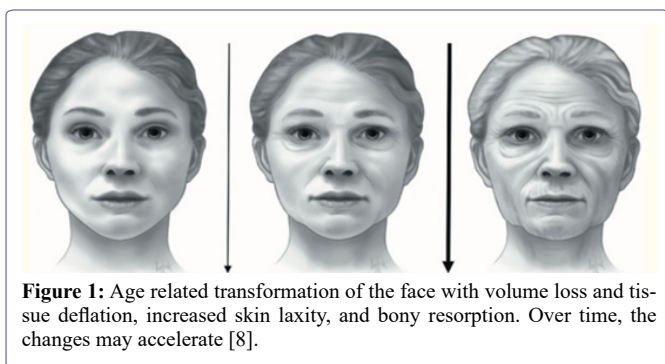 Figure 1: Age related transformation of the face with volume loss and tis-
sue deflation, increased skin laxity, and bony resorption. Over time, the
changes may accelerate [8].